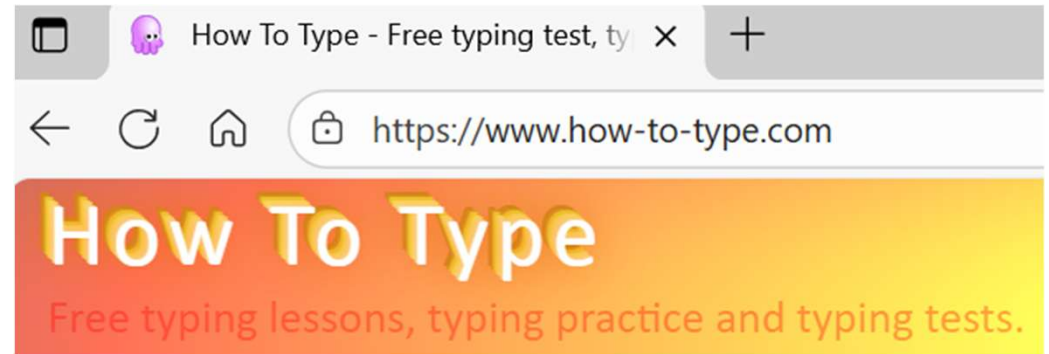 How To Type - Free typing test, ty
https://www.how-to-type.com
How To Type
Free typing lessons, typing practice and typing tests.